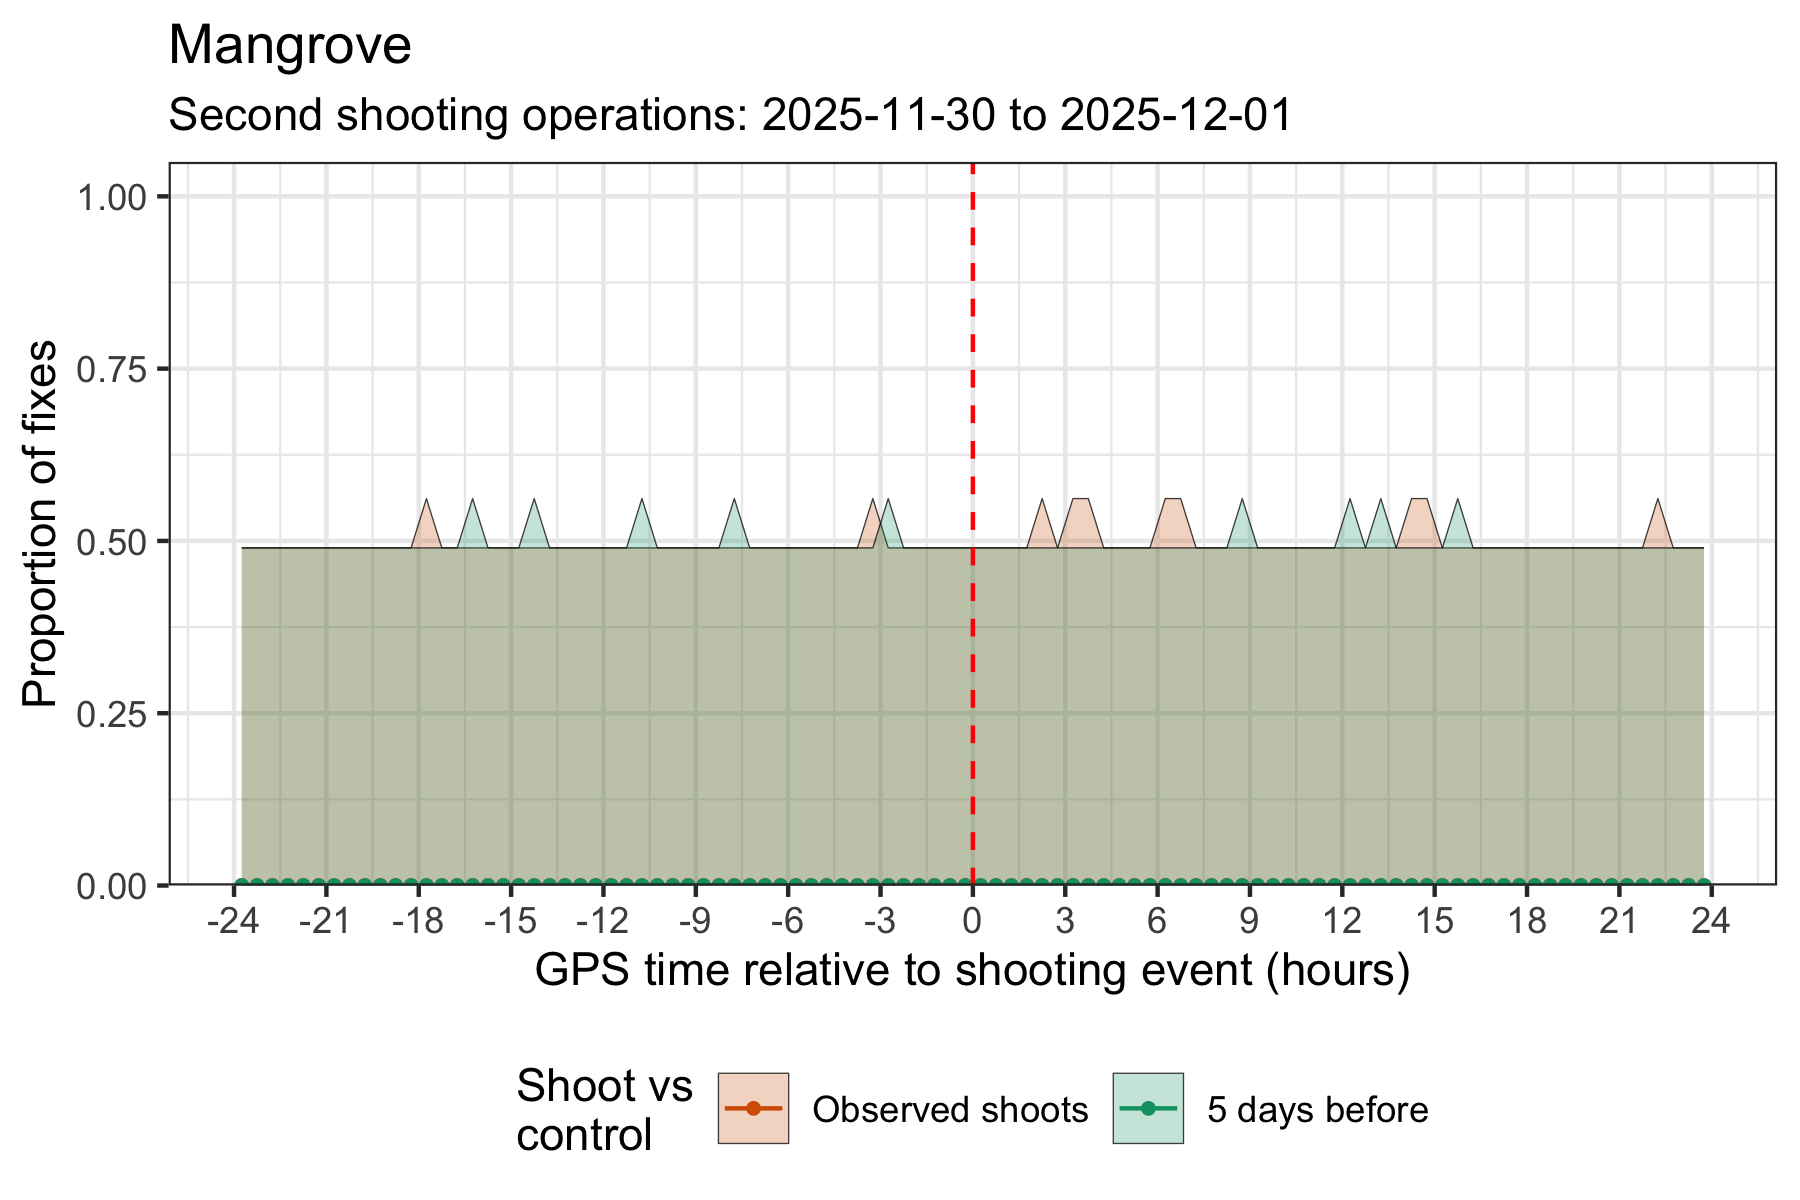 Mangrove
Second shooting operations: 2025-11-30 to 2025-12-01
Proportion of fixes
1.00
0.75
0.50
0.25
0.00
-24 -21 -18 -15 -12 -9 -6 -3 0 3 6 9 12 15 18 21 24
GPS time relative to shooting event (hours)
Shoot vs
control
Observed shoots
5 days before